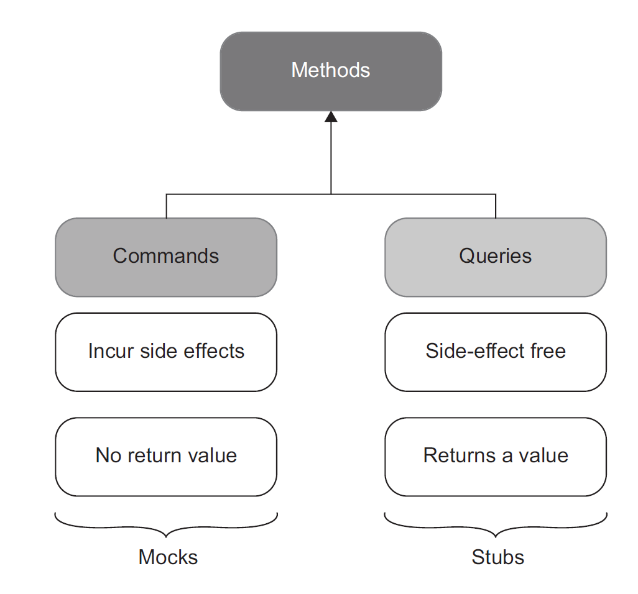 Methods
Commands
Queries
Incur side effects
Side-effect free
No return value
Returns a value
Mocks
Stubs